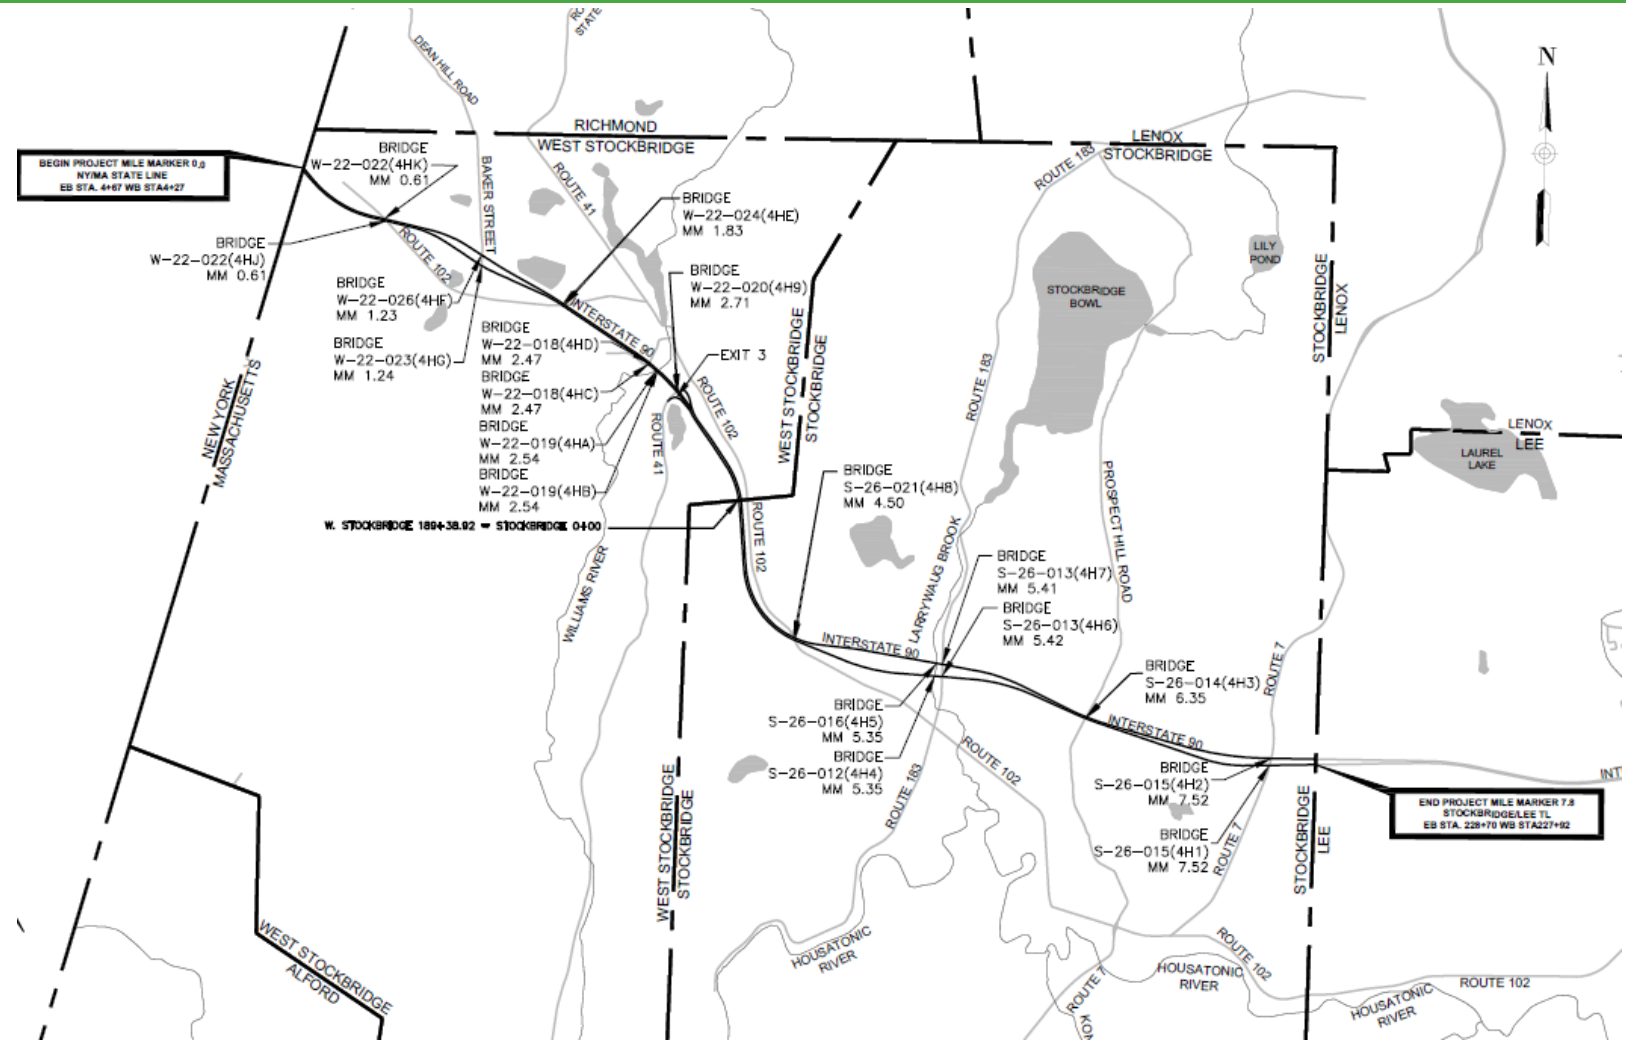 DEAN HILL ROAD
RO
STATE
N
RICHMOND
WEST STOCKBRIDGE
LENOX
STOCKBRIDGE
BEGIN PROJECT MILE MARKER 0.0
NY/MA STATE LINE
EB STA. 4+67 WB STA4+27
BRIDGE
W-22-022(4HK)
MM 0.61
BAKER STREET
ROUTE 41
ROUTE 183
BRIDGE
W-22-024(4HE)
MM 1.83
BRIDGE
W-22-022(4HJ)
MM 0.61
ROUTE 102
LILY
POND
BRIDGE
W-22-020(4H9)
MM 2.71
BRIDGE
W-22-026(4HF)
MM 1.23
STOCKBRIDGE
BOWL
STOCKBRIDGE
LENOX
INTERSTATE 90
BRIDGE
W-22-018(4HD)
MM 2.47
BRIDGE
W-22-023(4HG)
MM 1.24
EXIT 3
WEST STOCKBRIDGE
STOCKBRIDGE
BRIDGE
W-22-018(4HC)
MM 2.47
ROUTE 102
ROUTE 183
NEW YORK
MASSACHUSETTS
BRIDGE
W-22-019(4HA)
MM 2.54
ROUTE 41
LENOX
LEE
LAUREL
LAKE
BRIDGE
W-22-019(4HB)
MM 2.54
BRIDGE
S-26-021(4H8)
MM 4.50
W. STOCKBRIDGE 189+38.92 = STOCKBRIDGE 0+00
ROUTE 102
PROSPECT HILL ROAD
WILLIAMS RIVER
LARRYWAUG BROOK
BRIDGE
S-26-013(4H7)
MM 5.41
BRIDGE
S-26-013(4H6)
MM 5.42
INTERSTATE 90
BRIDGE
S-26-014(4H3)
MM 6.35
ROUTE 7
BRIDGE
S-26-016(4H5)
MM 5.35
BRIDGE
S-26-012(4H4)
MM 5.35
INTERSTATE 90
ROUTE 102
ROUTE 183
BRIDGE
S-26-015(4H2)
MM 7.52
INT
END PROJECT MILE MARKER 7.8
STOCKBRIDGE/LEE TL
EB STA. 228+70 WB STA227+92
BRIDGE
S-26-015(4H1)
MM 7.52
ROUTE 7
WEST STOCKBRIDGE
STOCKBRIDGE
STOCKBRIDGE
LEE
WEST STOCKBRIDGE
ALFORD
HOUSATONIC
RIVER
ROUTE 7
KON
HOUSATONIC
RIVER
ROUTE 102
ROUTE 102
HOUSATONIC
RIVER